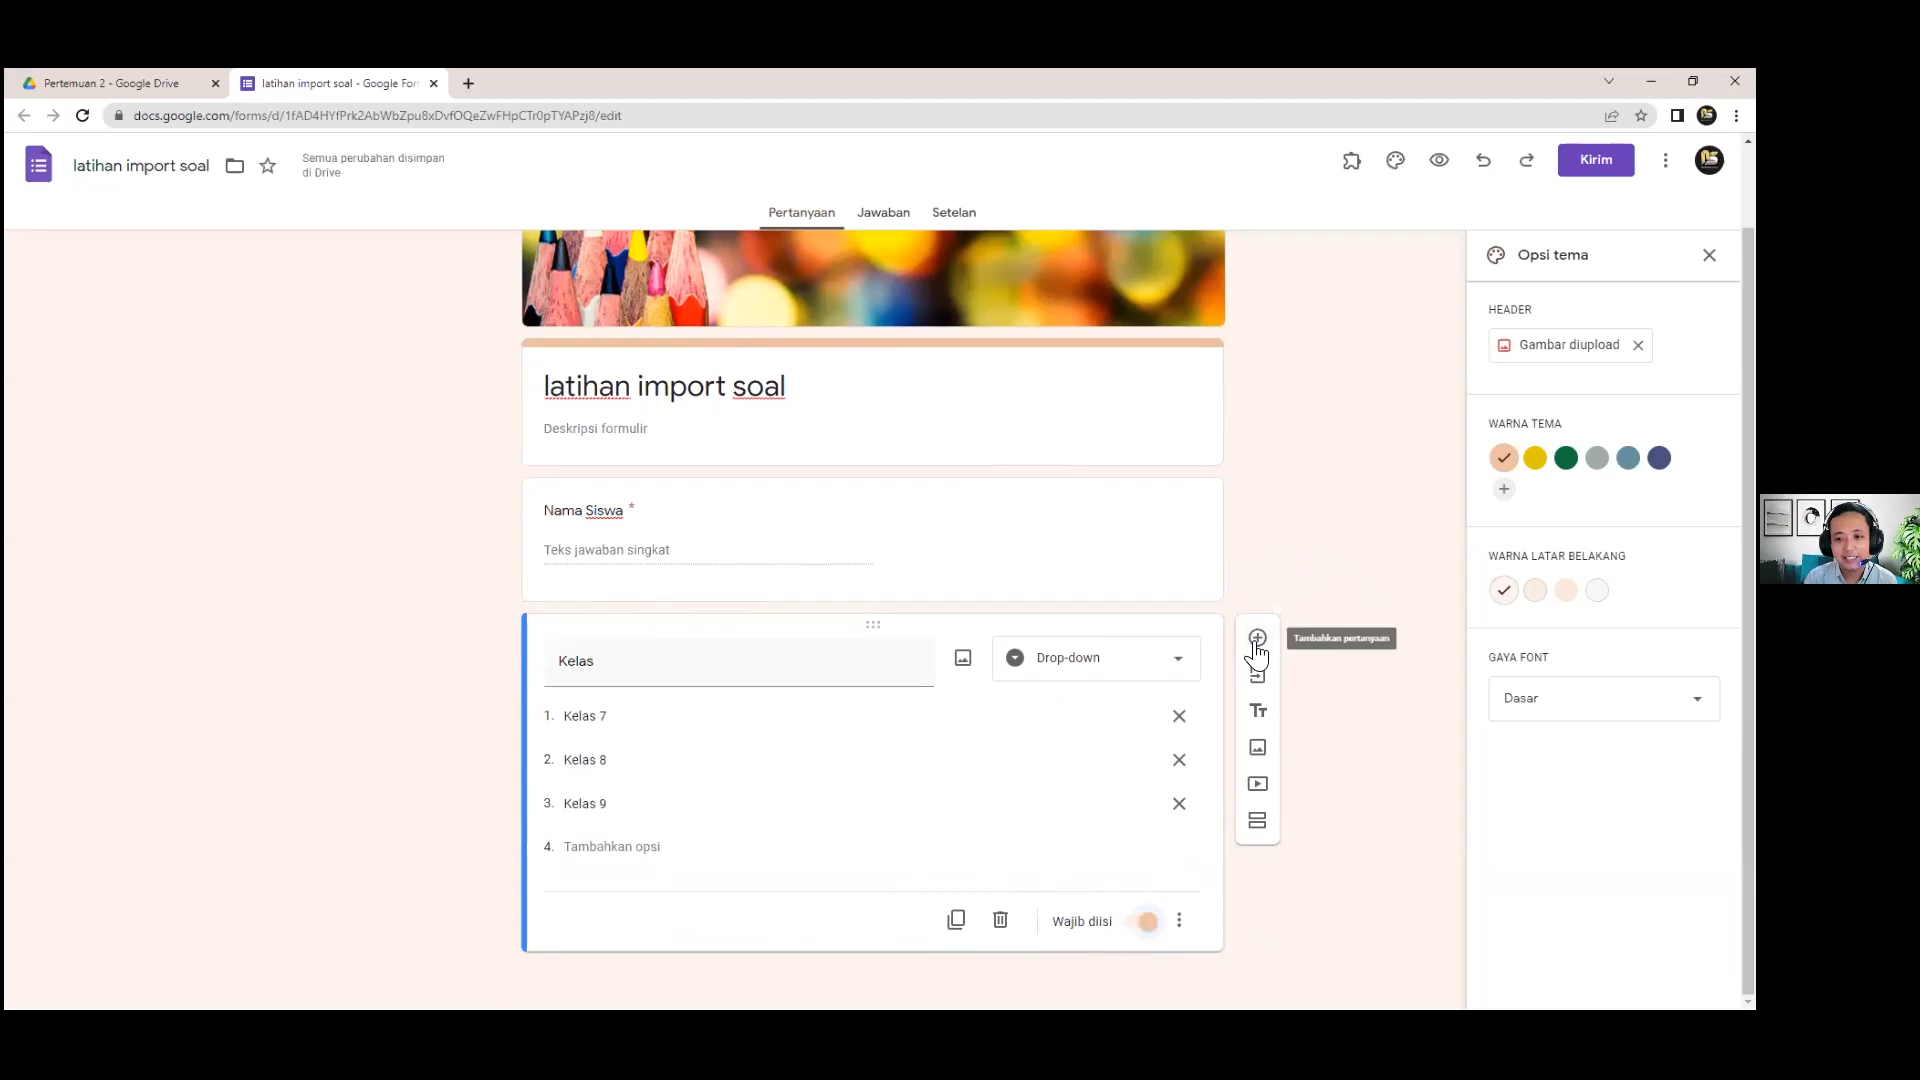 Pertemuan 2 - Google Drive
latihan import soal - Google For
docs.google.com/forms/d/1fAD4HYfPrk2AbWbZpu8xDvfOQeZwFHpCTr0pTYAPzj8/edit
latihan import soal
Semua perubahan disimpan
di Drive
Kirim
Pertanyaan
Jawaban
Setelan
Opsi tema
HEADER
Gambar diupload
latihan import soal
Deskripsi formulir
WARNA TEMA
Nama Siswa *
Teks jawaban singkat
WARNA LATAR BELAKANG
Kelas
Drop-down
Tambahkan pertanyaan
GAYA FONT
Dasar
1. Kelas 7
2. Kelas 8
3. Kelas 9
4. Tambahkan opsi
Wajib diisi